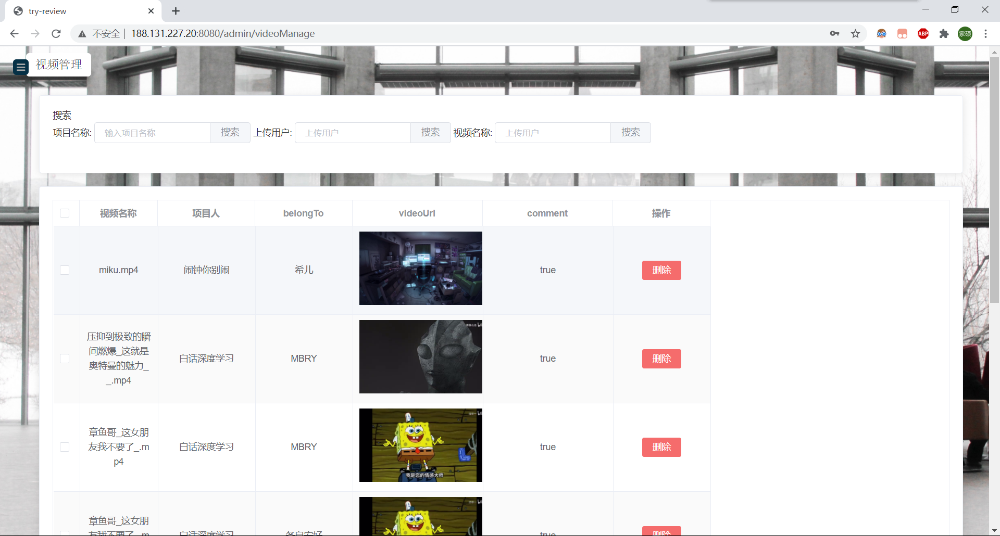 try-review
不安全 | 188.131.227.20:8080/admin/videoManage
ABP
家硕
视频管理
搜索
项目名称: 输入项目名称 搜索 上传用户: 上传用户 搜索 视频名称: 上传用户 搜索
视频名称 项目人 belongTo videoUrl comment 操作
miku.mp4 闹钟你别闹 希儿 true 删除
压抑到极致的瞬
间燃爆_这就是
奥特曼的魅力_
_.mp4
白话深度学习 MBRY true 删除
章鱼哥_这女朋
友我不要了_.m
p4
白话深度学习 MBRY true 删除
我是您的情感大师
章鱼哥_这女朋
友我不要了_.m
白话深度学习 各自安好 true 删除